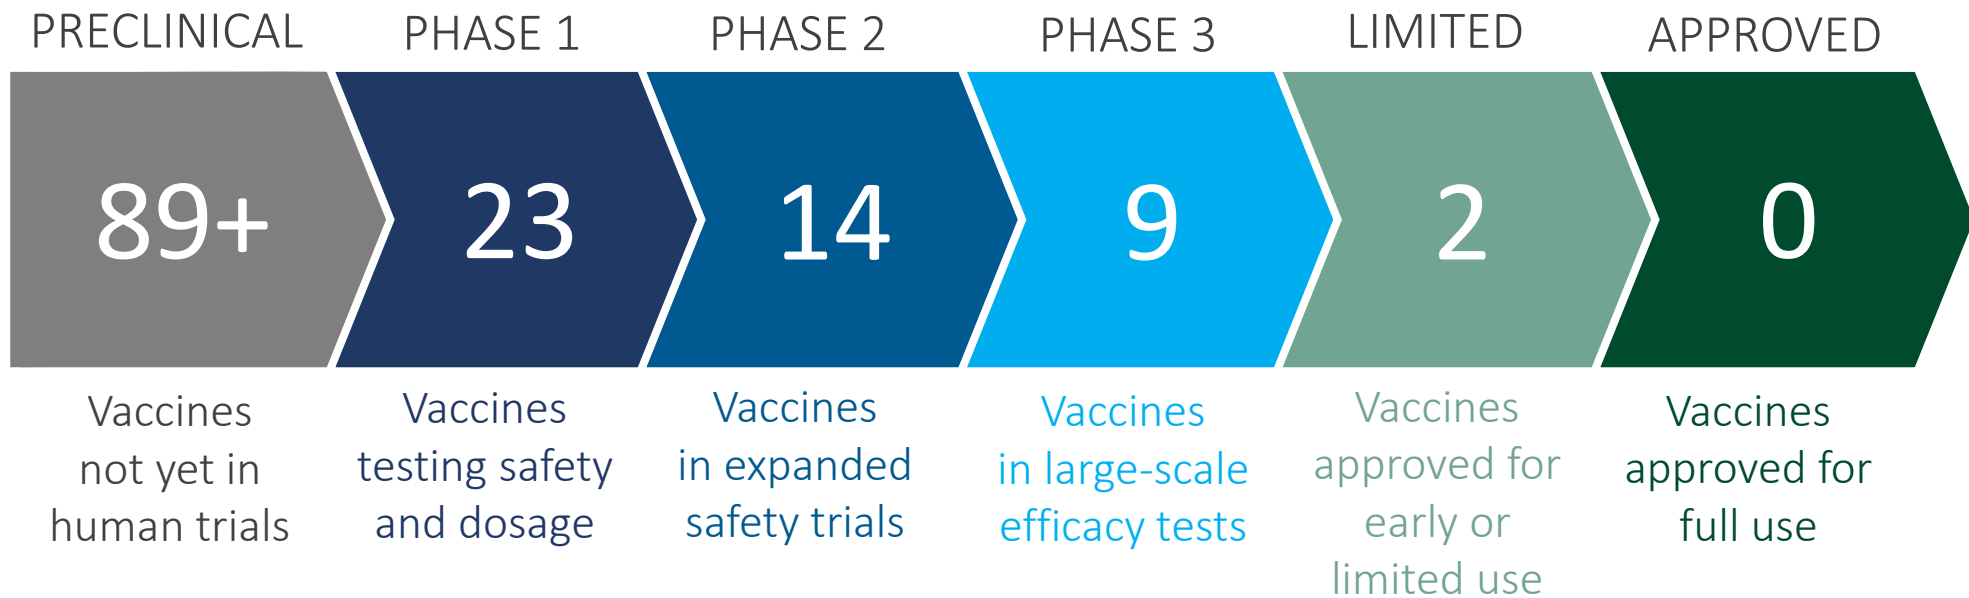 PRECLINICAL
PHASE 1
PHASE 2
PHASE 3
LIMITED
APPROVED
89+
23
14
9
2
0
Vaccines
not yet in
human trials
Vaccines
testing safety
and dosage
Vaccines
in expanded
safety trials
Vaccines
in large-scale
efficacy tests
Vaccines
approved for
early or
limited use
Vaccines
approved for
full use